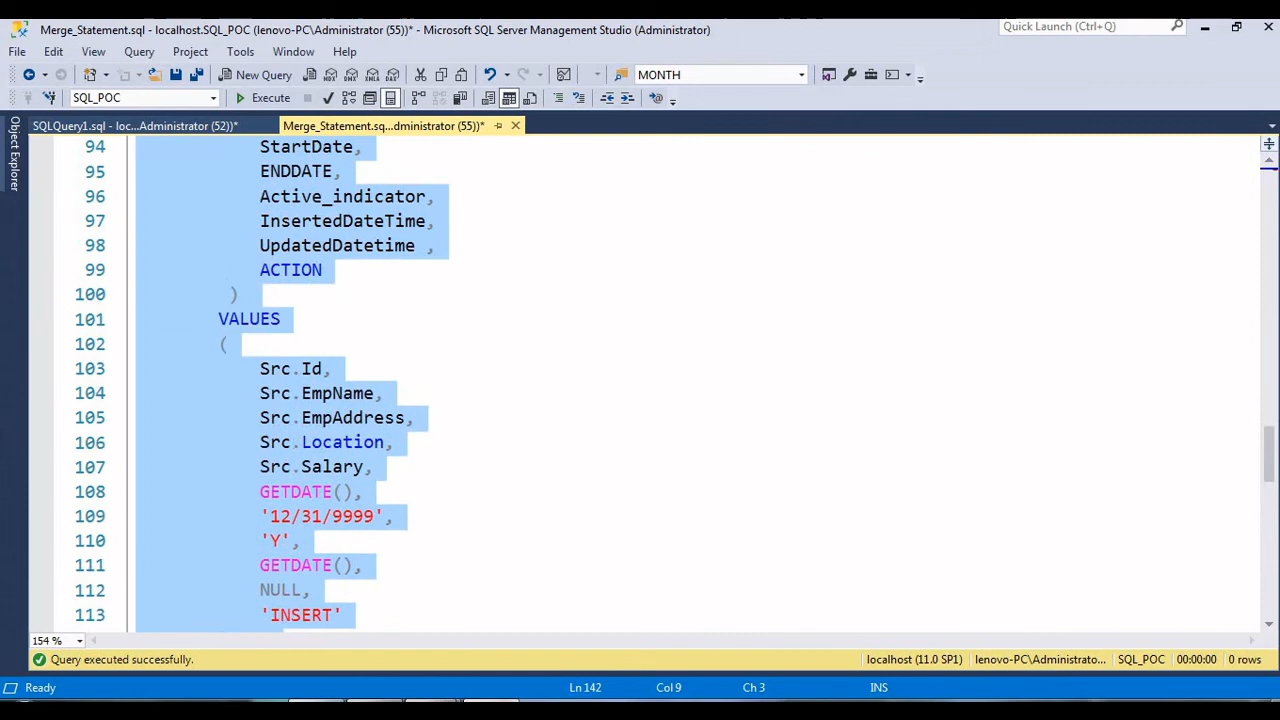 Merge_Statement.sql - localhost.SQL_POC (lenovo-PC\Administrator (55))* - Microsoft SQL Server Management Studio (Administrator)
Quick Launch (Ctrl+Q)
File Edit View Query Project Tools Window Help
New Query MONTH
SQL_POC Execute
SQLQuery1.sql - loc...Administrator (52))* Merge_Statement.sq...dministrator (55))*
Object Explorer
94 StartDate,
95 ENDDATE,
96 Active_indicator,
97 InsertedDateTime,
98 UpdatedDatetime ,
99 ACTION
100 )
101 VALUES
102 (
103 Src.Id,
104 Src.EmpName,
105 Src.EmpAddress,
106 Src.Location,
107 Src.Salary,
108 GETDATE(),
109 '12/31/9999',
110 'Y',
111 GETDATE(),
112 NULL,
113 'INSERT'
154 %
Query executed successfully. localhost (11.0 SP1) lenovo-PC\Administrato... SQL_POC 00:00:00 0 rows
Ready Ln 142 Col 9 Ch 3 INS